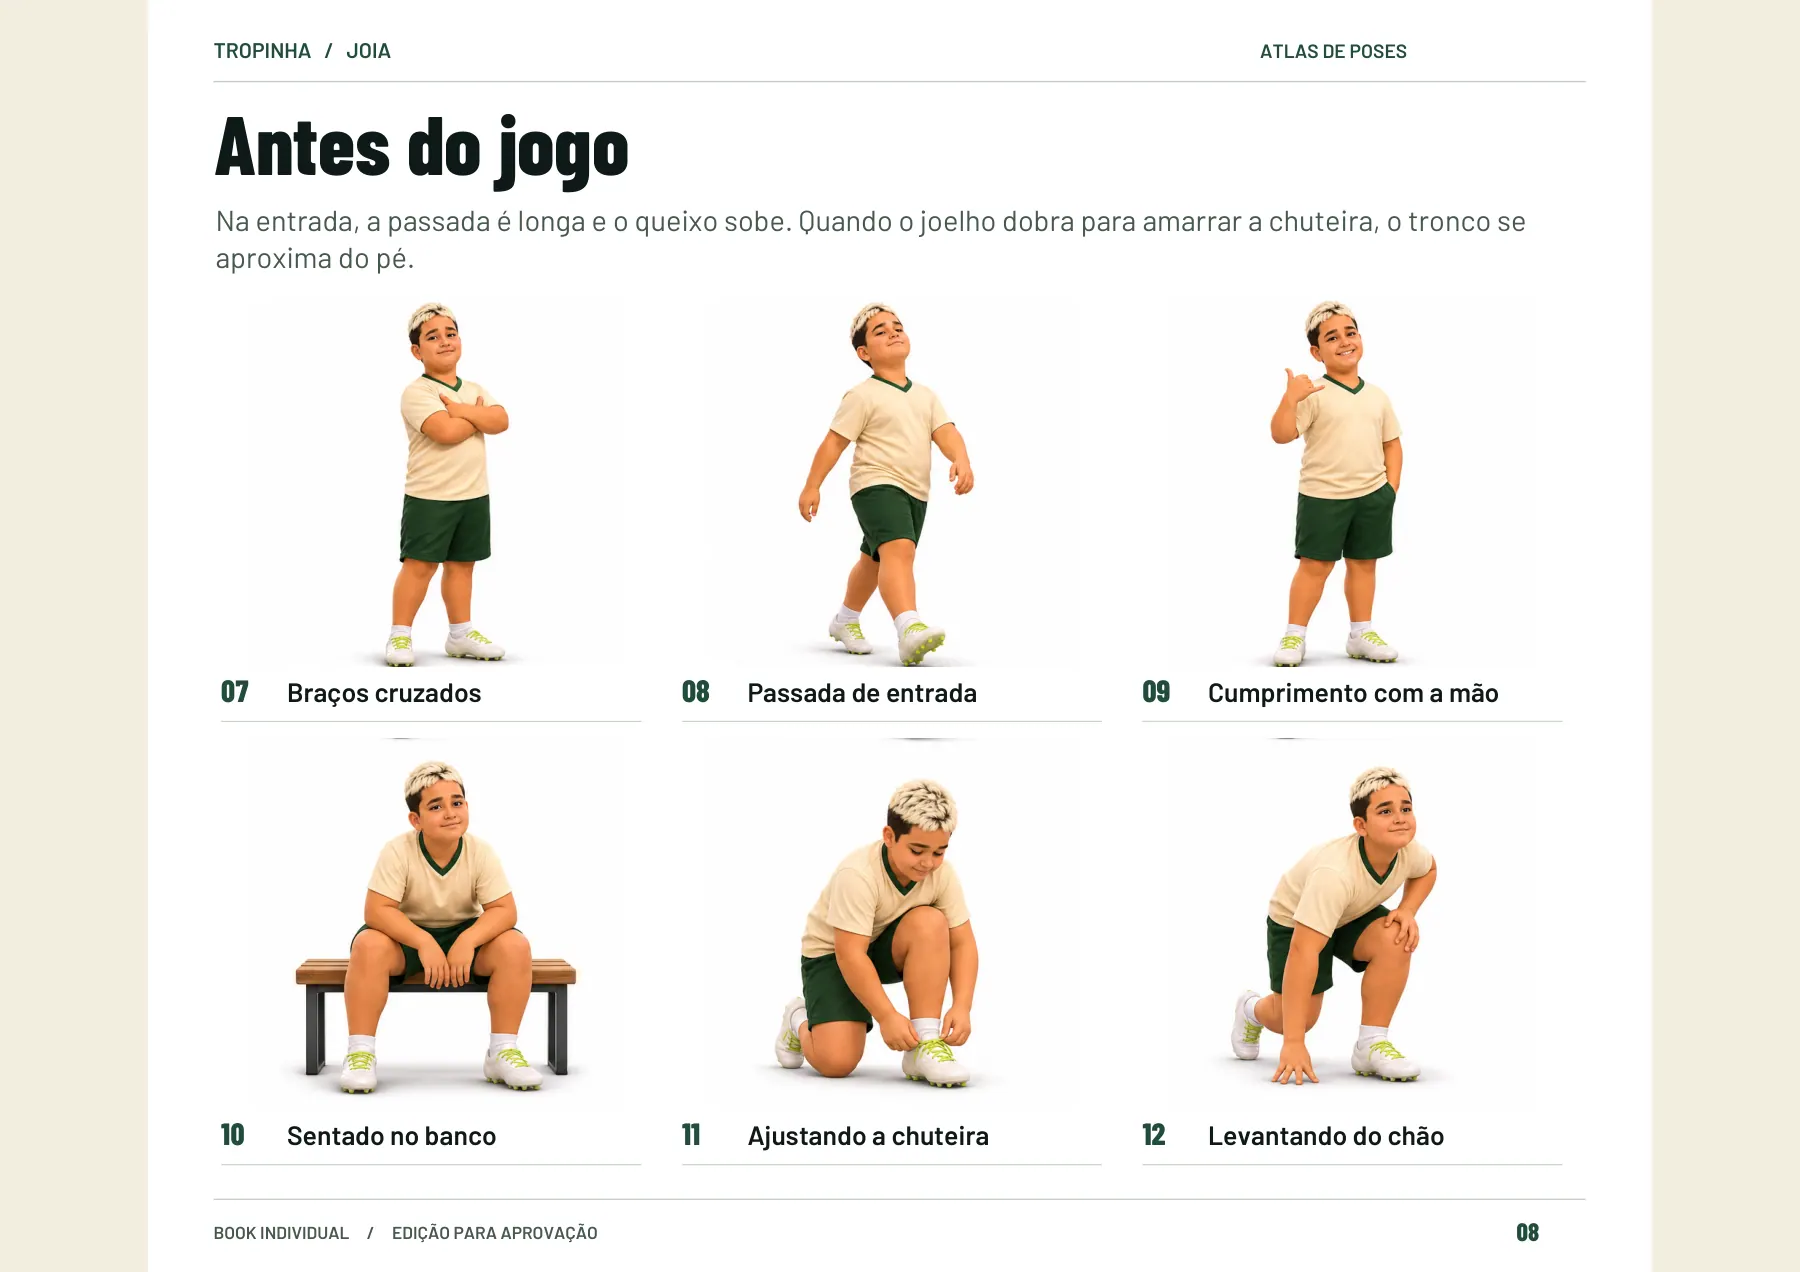 TROPINHA / JOIA
ATLAS DE POSES
Antes do jogo
Na entrada, a passada é longa e o queixo sobe. Quando o joelho dobra para amarrar a chuteira, o tronco se
aproxima do pé.
07 Braços cruzados
08 Passada de entrada
09 Cumprimento com a mão
10 Sentado no banco
11 Ajustando a chuteira
12 Levantando do chão
BOOK INDIVIDUAL / EDIÇÃO PARA APROVAÇÃO
08